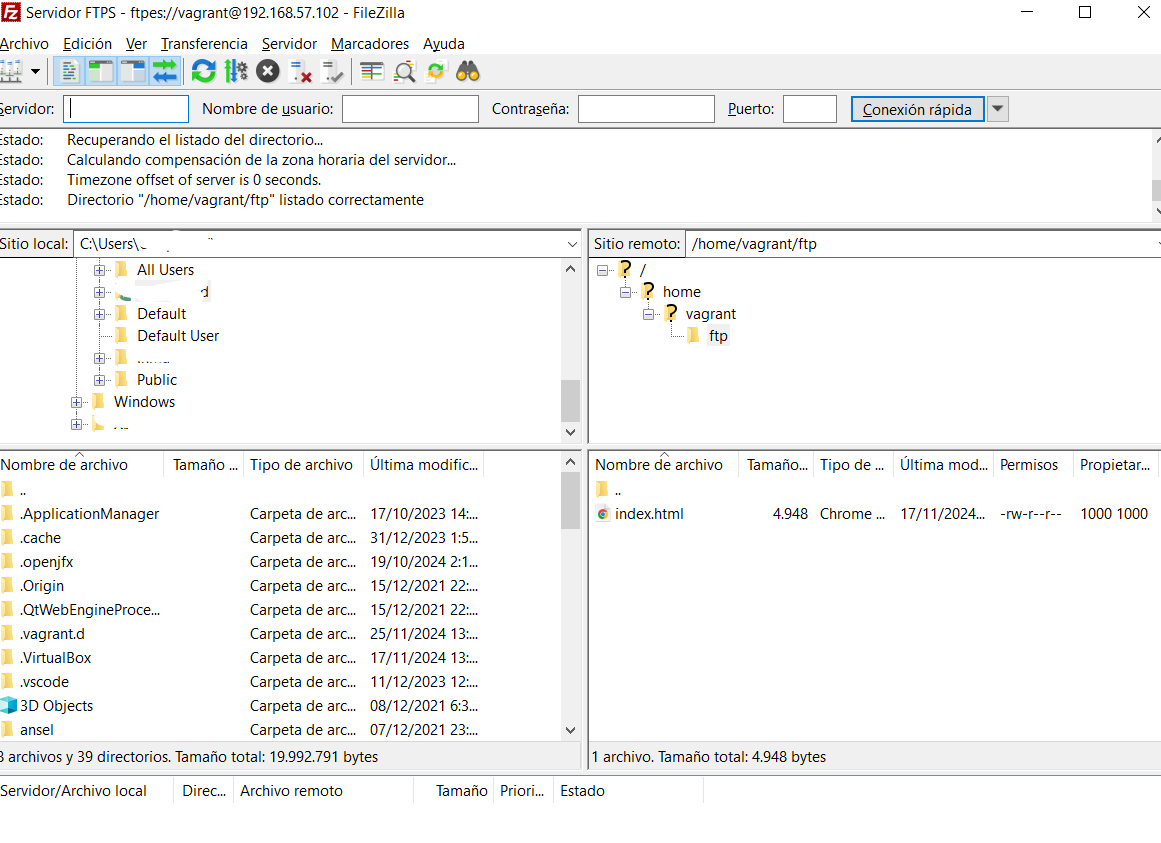 Servidor FTPS - ftpes://vagrant@192.168.57.102 - FileZilla
Archivo Edición Ver Transferencia Servidor Marcadores Ayuda
Servidor: Nombre de usuario: Contraseña: Puerto: Conexión rápida
Estado: Recuperando el listado del directorio...
Estado: Calculando compensación de la zona horaria del servidor...
Estado: Timezone offset of server is 0 seconds.
Estado: Directorio "/home/vagrant/ftp" listado correctamente
Sitio local: C:\Users\
All Users
d
Default
Default User
Public
Windows
Sitio remoto: /home/vagrant/ftp
/
home
vagrant
ftp
Nombre de archivo Tamaño ... Tipo de archivo Última modific...
..
.ApplicationManager Carpeta de arc... 17/10/2023 14:...
.cache Carpeta de arc... 31/12/2023 1:5...
.openjfx Carpeta de arc... 19/10/2024 2:1...
.Origin Carpeta de arc... 15/12/2021 22:...
.QtWebEngineProce... Carpeta de arc... 15/12/2021 22:...
.vagrant.d Carpeta de arc... 25/11/2024 13:...
.VirtualBox Carpeta de arc... 17/11/2024 13:...
.vscode Carpeta de arc... 11/12/2023 12:...
3D Objects Carpeta de arc... 08/12/2021 6:3...
ansel Carpeta de arc... 07/12/2021 23:...
archivos y 39 directorios. Tamaño total: 19.992.791 bytes
Nombre de archivo Tamaño... Tipo de ... Última mod... Permisos Propietar...
..
index.html 4.948 Chrome ... 17/11/2024... -rw-r--r-- 1000 1000
1 archivo. Tamaño total: 4.948 bytes
Servidor/Archivo local Direc... Archivo remoto Tamaño Priori... Estado